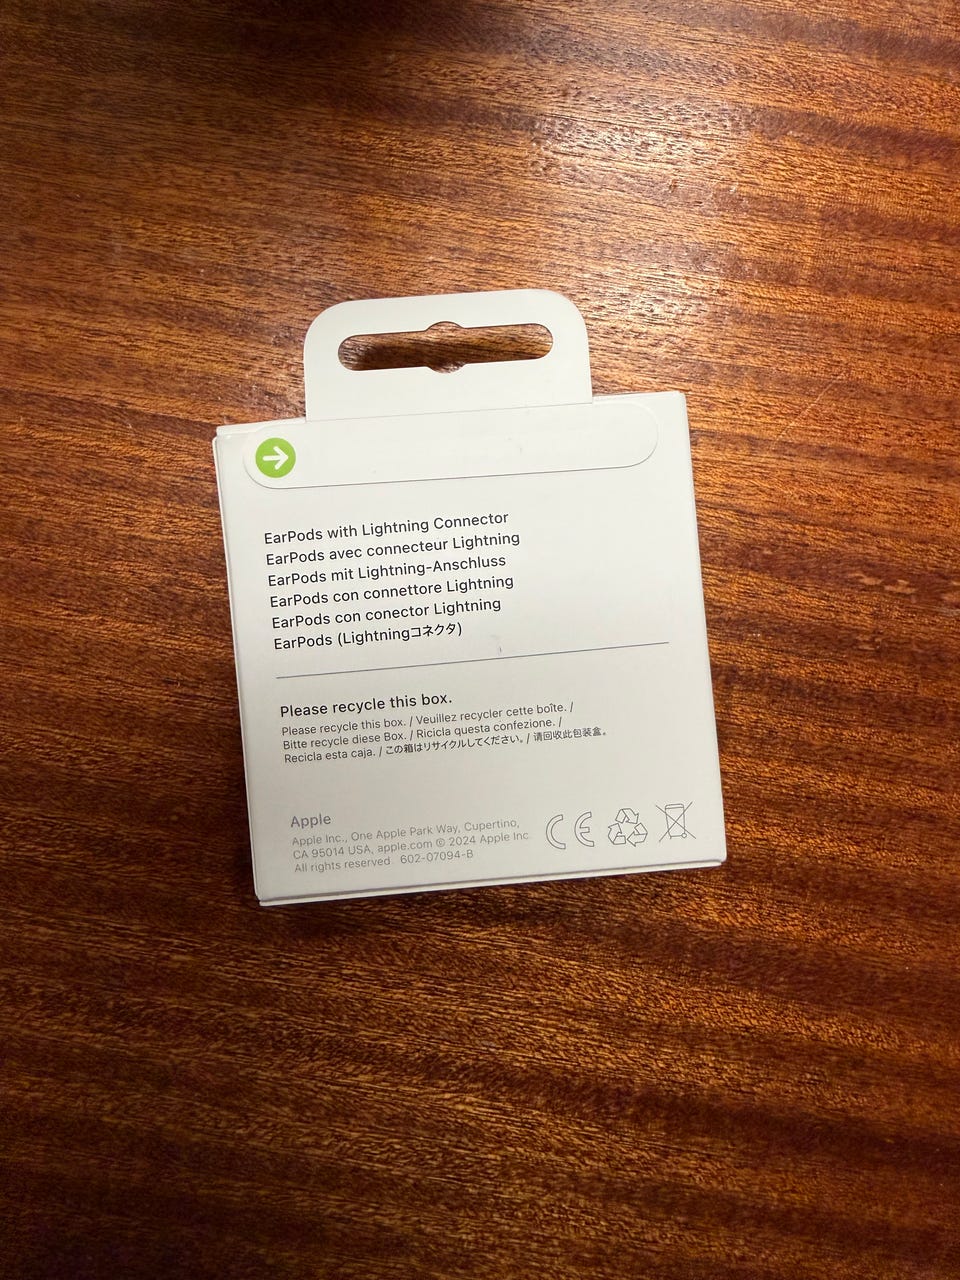 EarPods with Lightning Connector
EarPods avec connecteur Lightning
EarPods mit Lightning-Anschluss
EarPods con connettore Lightning
EarPods con conector Lightning
EarPods (Lightningコネクタ)
Please recycle this box.
Please recycle this box. / Veuillez recycler cette boîte. /
Bitte recycle diese Box. / Ricicla questa confezione. /
Recicla esta caja. / この箱はリサイクルしてください。/ 请回收此包装盒。
Apple
Apple Inc., One Apple Park Way, Cupertino,
CA 95014 USA, apple.com © 2024 Apple Inc
All rights reserved 602-07094-B
CE